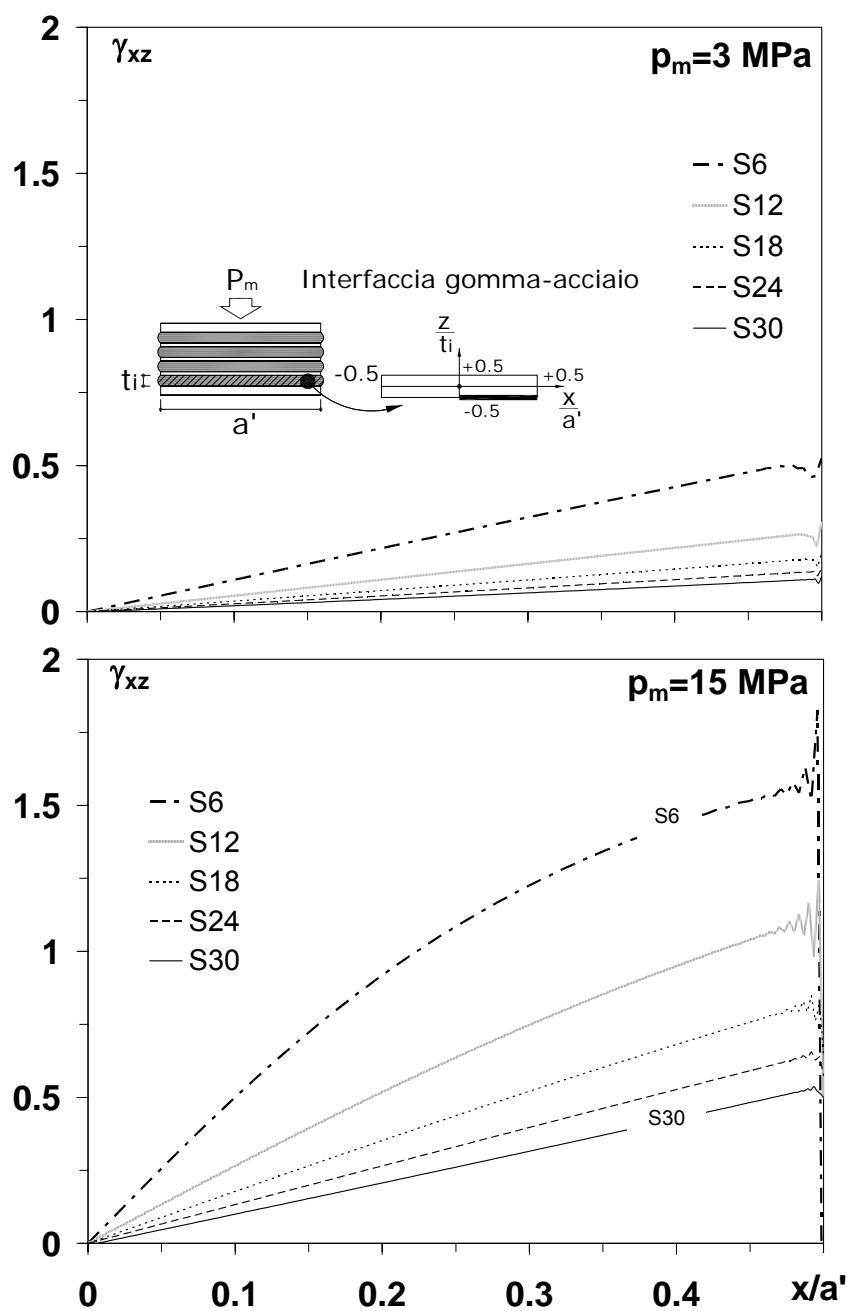 2
γxz
pm=3 MPa
1.5
S6
S12
S18
S24
S30
Pm
Interfaccia gomma-acciaio
1
z
ti
+0.5
-0.5
+0.5
ti
x
a'
-0.5
a'
0.5
0
2
γxz
pm=15 MPa
1.5
S6
S6
S12
S18
S24
S30
1
0.5
S30
0
0
0.1
0.2
0.3
0.4
x/a'